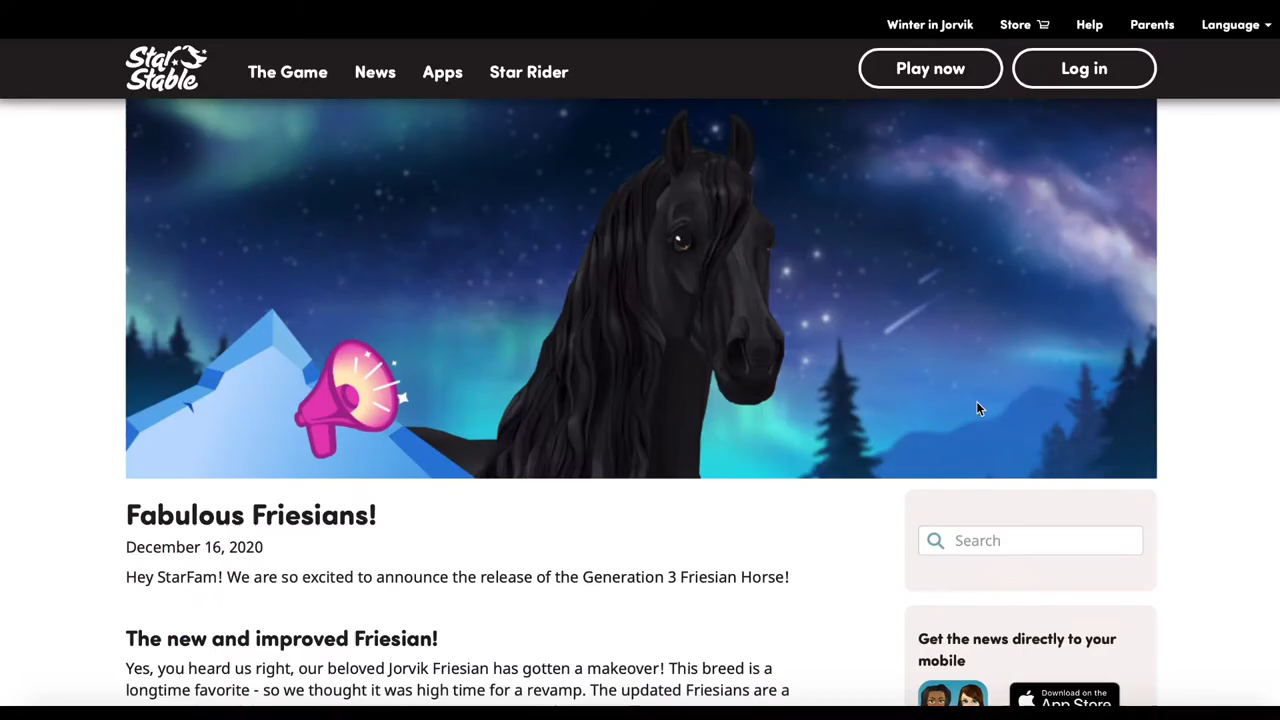 Winter in Jorvik Store Help Parents Language
Star Stable
The Game News Apps Star Rider Play now Log in
Fabulous Friesians!
December 16, 2020
Hey StarFam! We are so excited to announce the release of the Generation 3 Friesian Horse!
The new and improved Friesian!
Yes, you heard us right, our beloved Jorvik Friesian has gotten a makeover! This breed is a
longtime favorite - so we thought it was high time for a revamp. The updated Friesians are a
Search
Get the news directly to your
mobile
Download on the
App Store